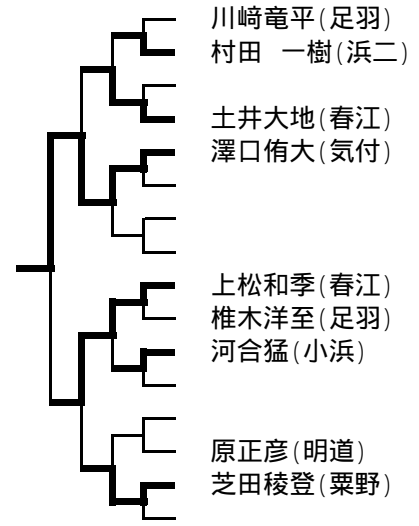 川﨑竜平(足羽)
村田　一樹(浜二)
土井大地(春江)
澤口侑大(気付)
上松和季(春江)
椎木洋至(足羽)
河合猛(小浜)
原正彦(明道)
芝田稜登(粟野)